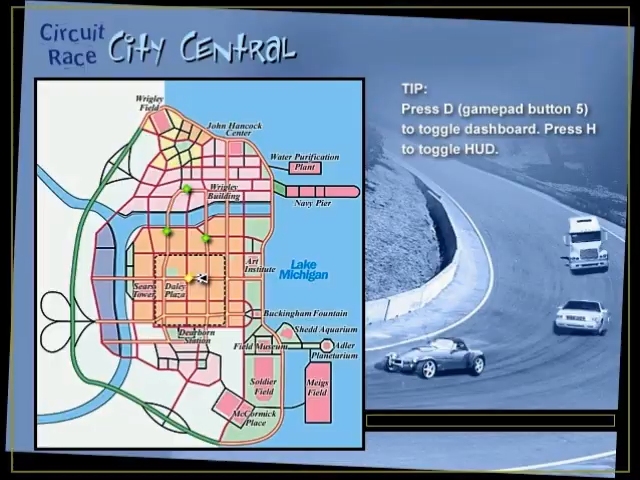 Circuit
Race
City Central
TIP:
Press D (gamepad button 5)
to toggle dashboard. Press H
to toggle HUD.
Wrigley
Field
John Hancock
Center
Water Purification
Plant
Wrigley
Building
Navy Pier
Art
Institute
Lake
Michigan
Sears
Tower
Daley
Plaza
Buckingham Fountain
Shedd Aquarium
Dearborn
Station
Field Museum
Adler
Planetarium
Soldier
Field
Meigs
Field
McCormick
Place